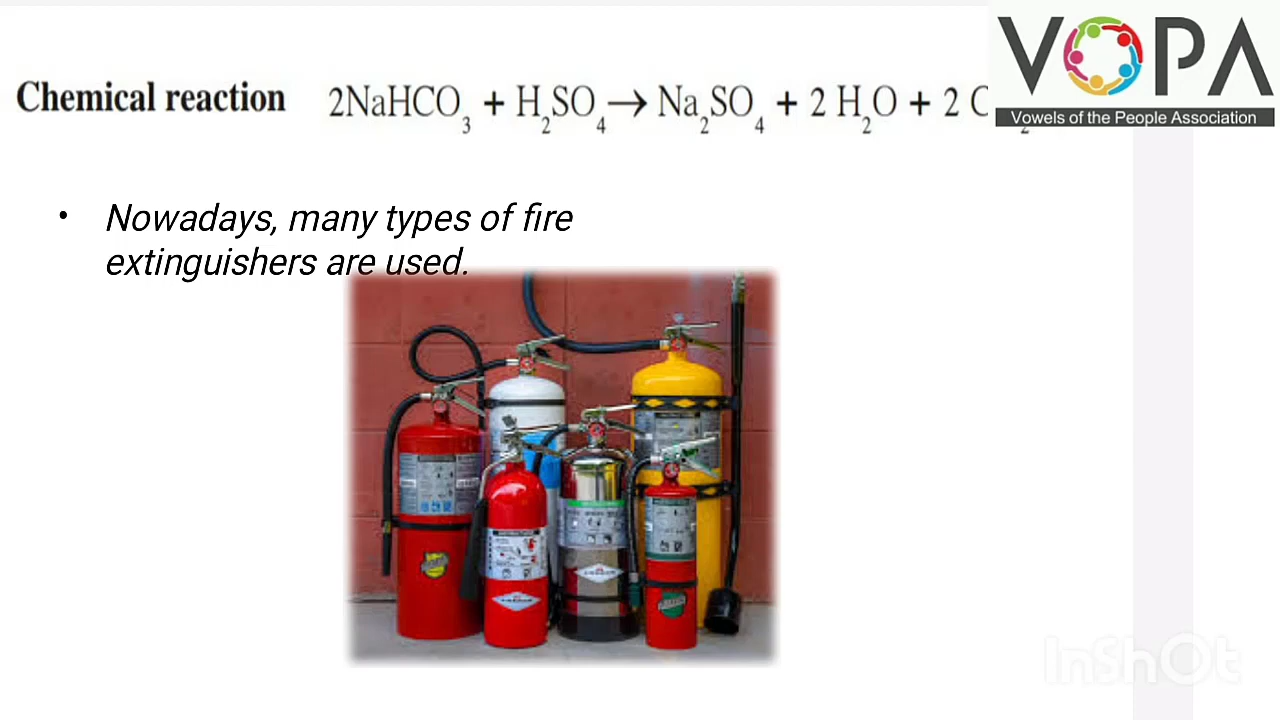 VOPA
Vowels of the People Association
Chemical reaction 2NaHCO₃ + H₂SO₄ → Na₂SO₄ + 2 H₂O + 2 C
• Nowadays, many types of fire
extinguishers are used.
InShOt